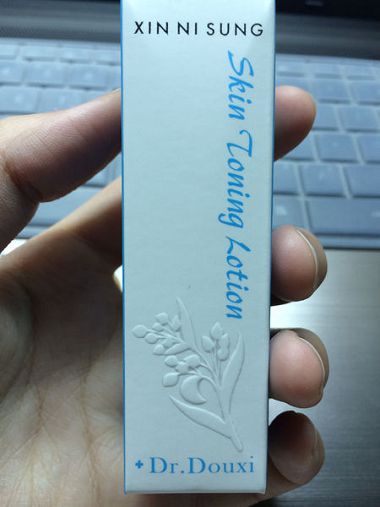 XIN NI SUNG
Skin Toning Lotion
+Dr.Douxi